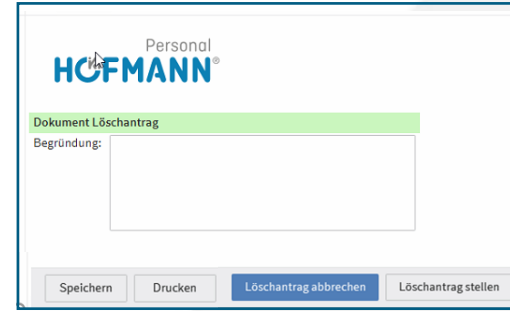 Personal
HOFMANN®
Dokument Löschantrag
Begründung:
Speichern Drucken Löschantrag abbrechen Löschantrag stellen